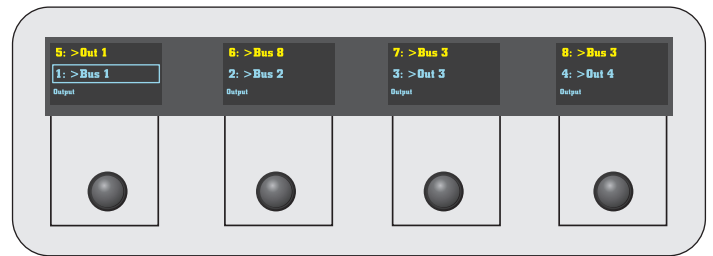 5: >Out 1
1: >Bus 1
Output
6: >Bus 8
2: >Bus 2
Output
7: >Bus 3
3: >Out 3
Output
8: >Bus 3
4: >Out 4
Output